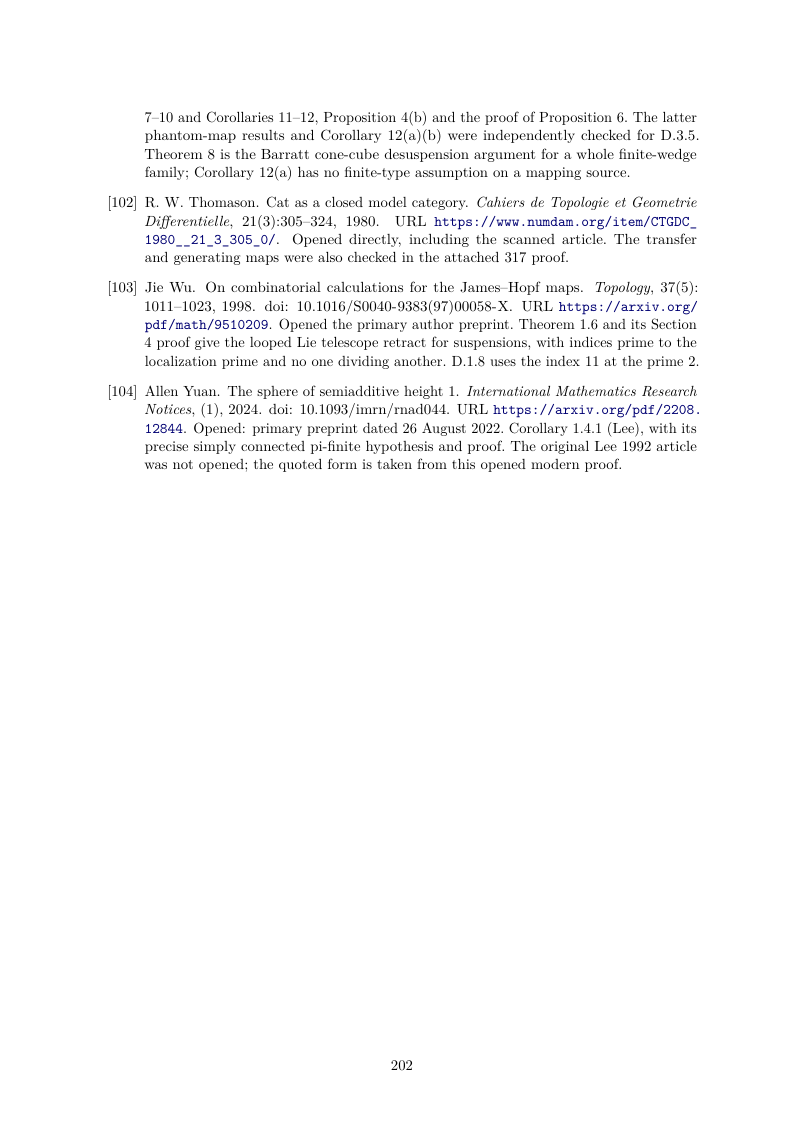 7–10 and Corollaries 11–12, Proposition 4(b) and the proof of Proposition 6. The latter
phantom-map results and Corollary 12(a)(b) were independently checked for D.3.5.
Theorem 8 is the Barratt cone-cube desuspension argument for a whole finite-wedge
family; Corollary 12(a) has no finite-type assumption on a mapping source.
[102] R. W. Thomason. Cat as a closed model category. Cahiers de Topologie et Geometrie
Differentielle, 21(3):305–324, 1980. URL https://www.numdam.org/item/CTGDC_
1980__21_3_305_0/. Opened directly, including the scanned article. The transfer
and generating maps were also checked in the attached 317 proof.
[103] Jie Wu. On combinatorial calculations for the James–Hopf maps. Topology, 37(5):
1011–1023, 1998. doi: 10.1016/S0040-9383(97)00058-X. URL https://arxiv.org/
pdf/math/9510209. Opened the primary author preprint. Theorem 1.6 and its Section
4 proof give the looped Lie telescope retract for suspensions, with indices prime to the
localization prime and no one dividing another. D.1.8 uses the index 11 at the prime 2.
[104] Allen Yuan. The sphere of semiadditive height 1. International Mathematics Research
Notices, (1), 2024. doi: 10.1093/imrn/rnad044. URL https://arxiv.org/pdf/2208.
12844. Opened: primary preprint dated 26 August 2022. Corollary 1.4.1 (Lee), with its
precise simply connected pi-finite hypothesis and proof. The original Lee 1992 article
was not opened; the quoted form is taken from this opened modern proof.
202